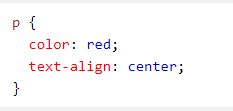 p {
  color: red;
  text-align: center;
}